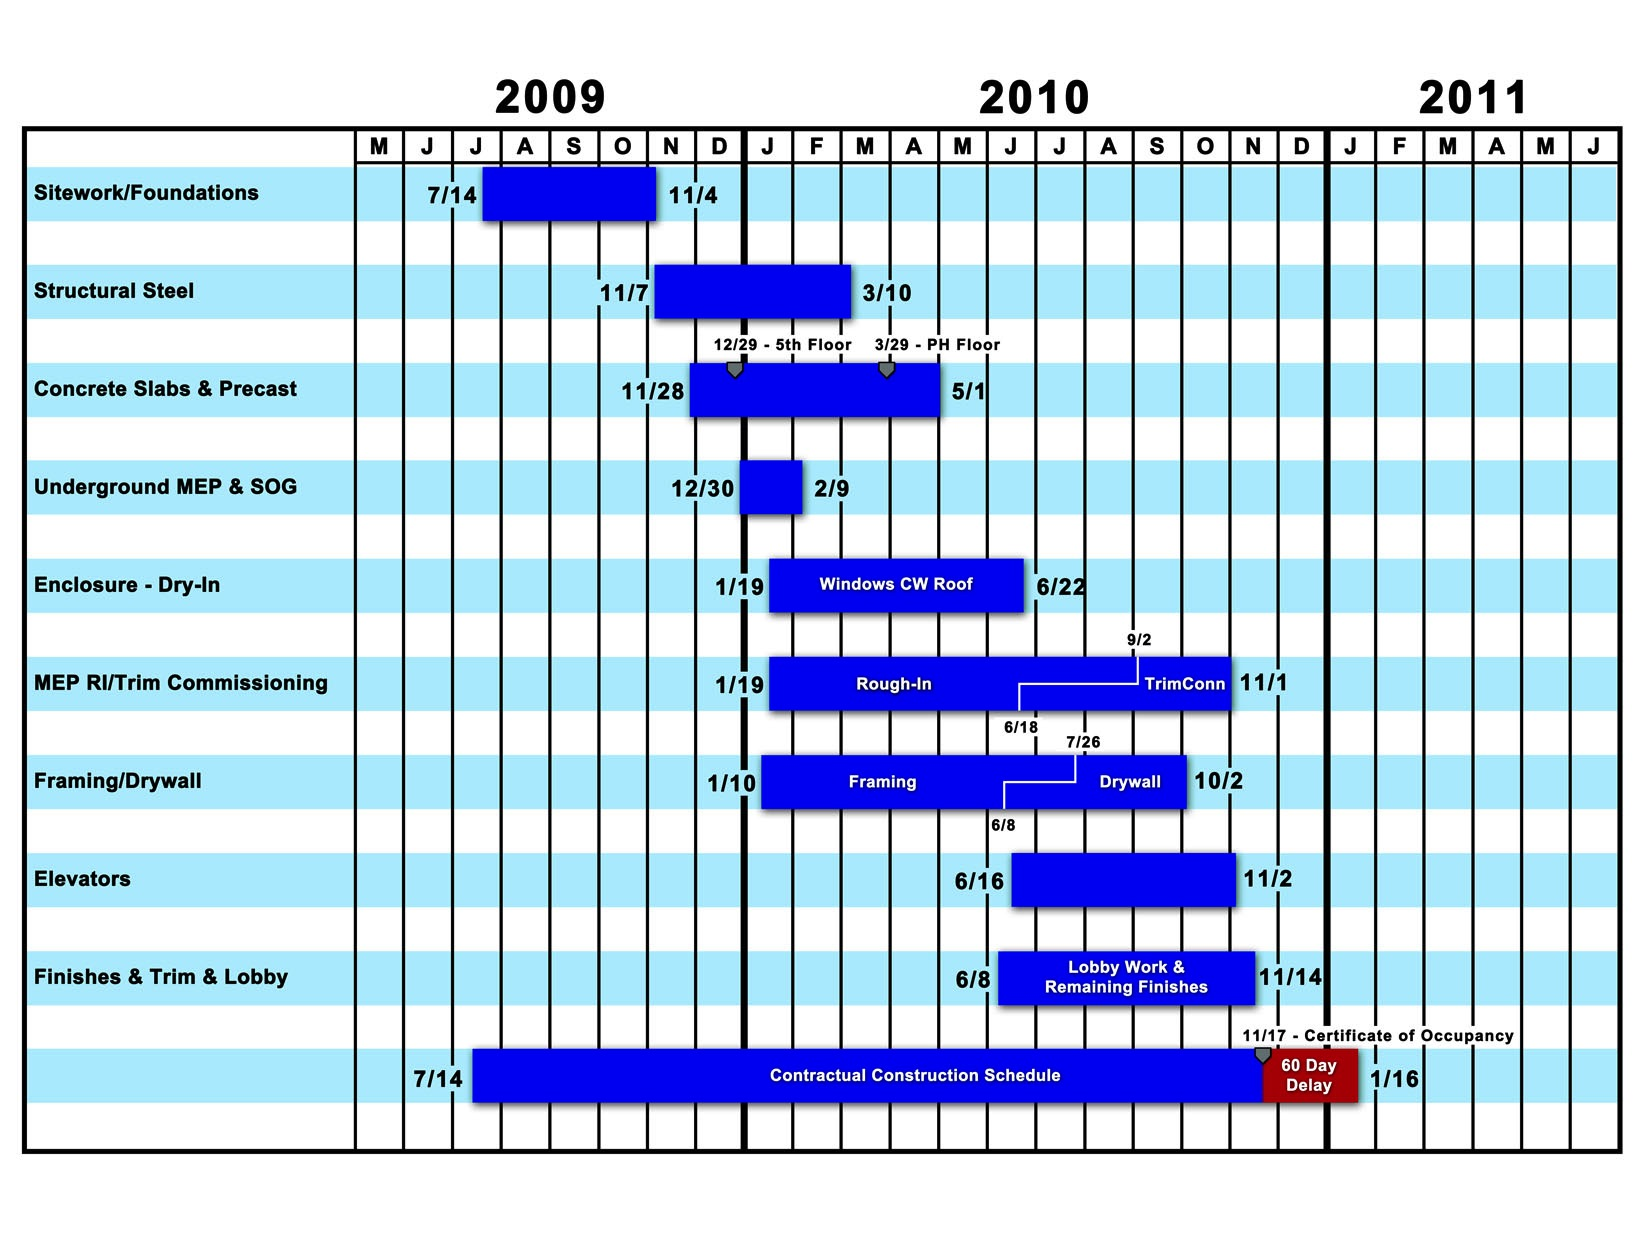 2009 2010 2011
M J J A S O N D J F M A M J J A S O N D J F M A M J
Sitework/Foundations 7/14 11/4
Structural Steel 11/7 3/10
12/29 - 5th Floor 3/29 - PH Floor
Concrete Slabs & Precast 11/28 5/1
Underground MEP & SOG 12/30 2/9
Enclosure - Dry-In 1/19 Windows CW Roof 6/22
9/2
MEP RI/Trim Commissioning 1/19 Rough-In TrimConn 11/1
6/18
7/26
Framing/Drywall 1/10 Framing Drywall 10/2
6/8
Elevators 6/16 11/2
Finishes & Trim & Lobby 6/8 Lobby Work & 11/14
Remaining Finishes
11/17 - Certificate of Occupancy
7/14 Contractual Construction Schedule 60 Day 1/16
Delay